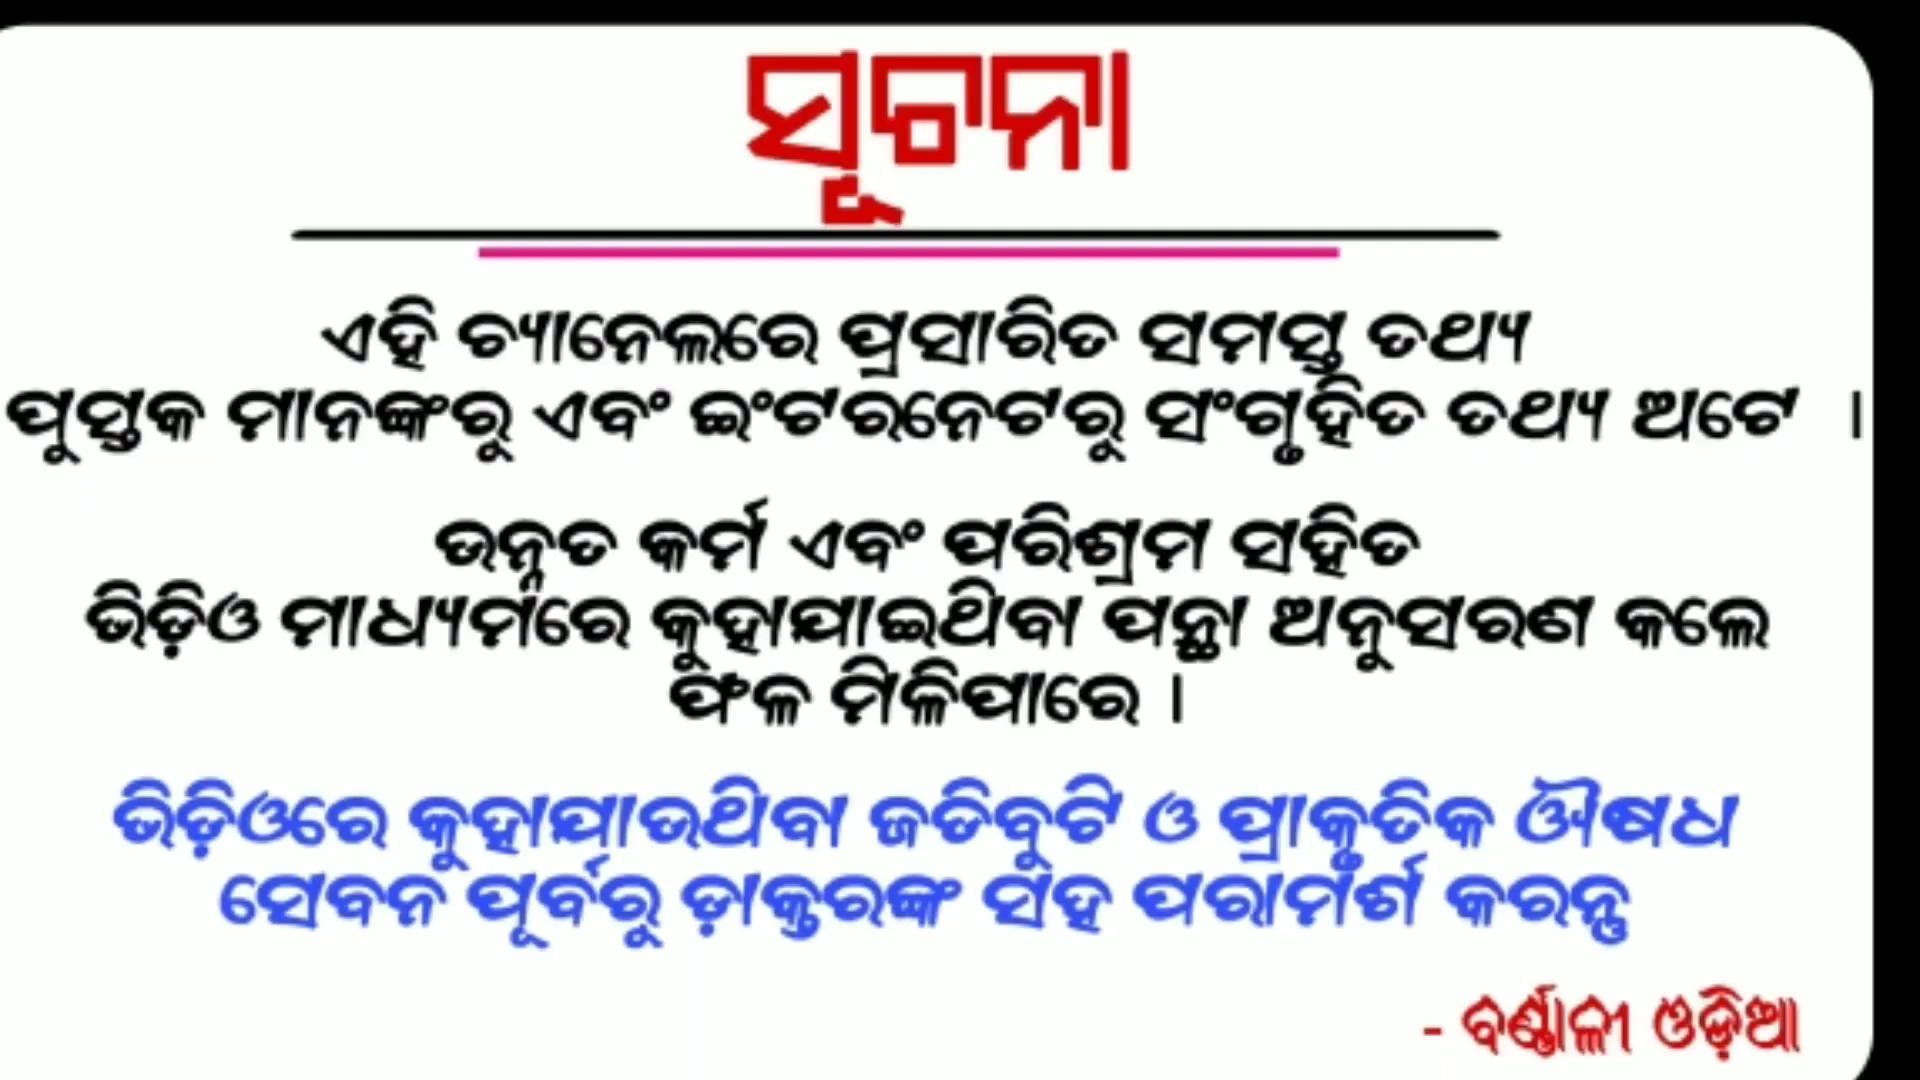 ସୂଚନା
ଏହି ଚ୍ୟାନେଲରେ ପ୍ରସାରିତ ସମସ୍ତ ତଥ୍ୟ
ପୁସ୍ତକ ମାନଙ୍କରୁ ଏବଂ ଇଂଟରନେଟରୁ ସଂଗୃହିତ ତଥ୍ୟ ଅଟେ ।
ଉନ୍ନତ କର୍ମ ଏବଂ ପରିଶ୍ରମ ସହିତ
ଭିଡ଼ିଓ ମାଧ୍ୟମରେ କୁହାଯାଇଥିବା ପନ୍ଥା ଅନୁସରଣ କଲେ
ଫଳ ମିଳିପାରେ ।
ଭିଡ଼ିଓରେ କୁହାଯାଉଥିବା ଜଡିବୁଟି ଓ ପ୍ରାକୃତିକ ଔଷଧ
ସେବନ ପୂର୍ବରୁ ଡ଼ାକ୍ତରଙ୍କ ସହ ପରାମର୍ଶ କରନ୍ତୁ
- ବର୍ଣ୍ଣାଳୀ ଓଡ଼ିଆ